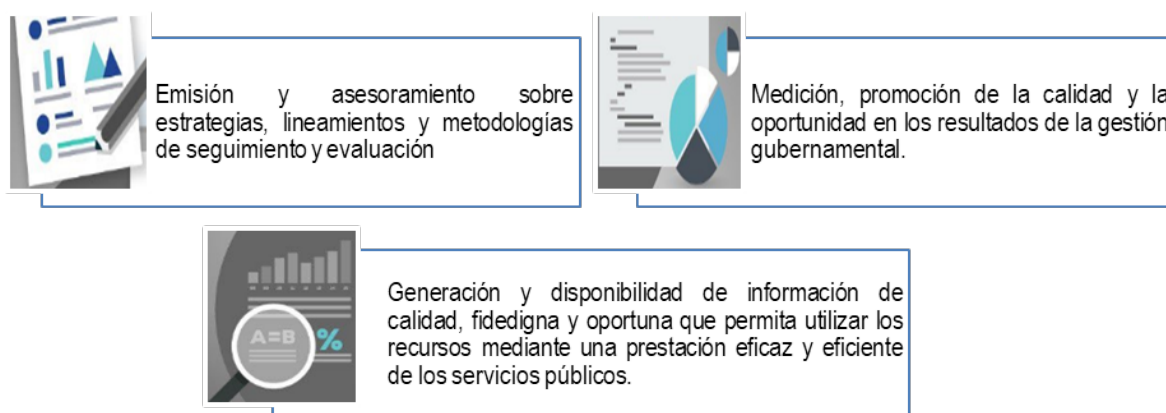 Emisión y asesoramiento sobre
estrategias, lineamientos y metodologías
de seguimiento y evaluación
Medición, promoción de la calidad y la
oportunidad en los resultados de la gestión
gubernamental.
A=B %
Generación y disponibilidad de información de
calidad, fidedigna y oportuna que permita utilizar los
recursos mediante una prestación eficaz y eficiente
de los servicios públicos.